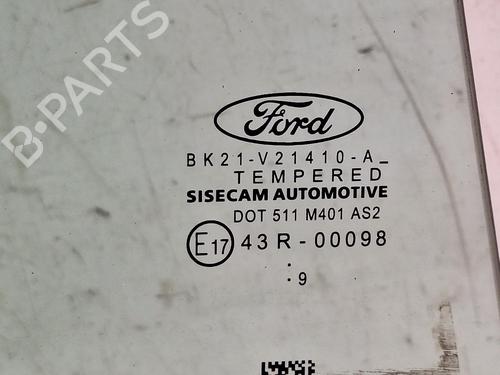 B-PARTS
Ford
BK21-V21410-A_
TEMPERED
SISECAM AUTOMOTIVE
DOT 511 M401 AS2
E17 43R-00098
:
. 9